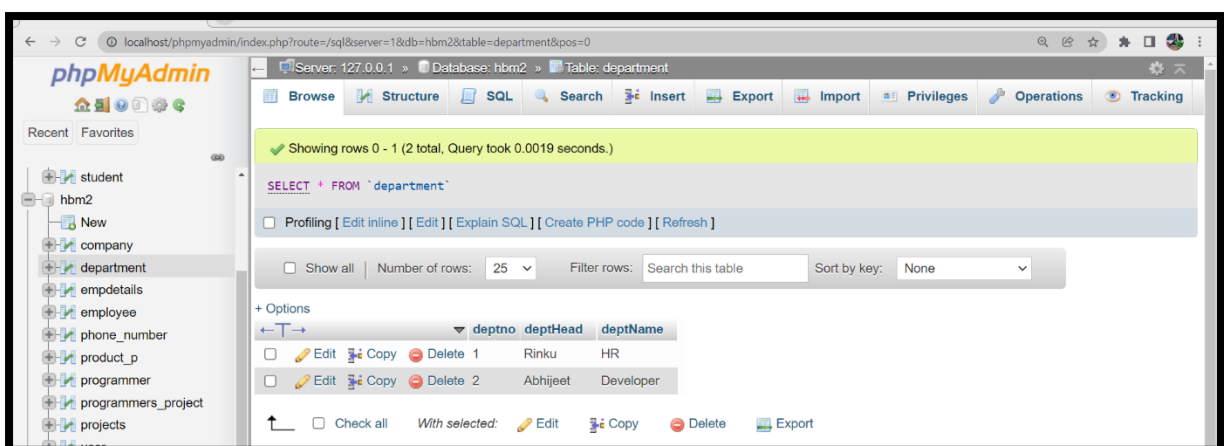 localhost/phpmyadmin/index.php?route=/sql&server=1&db=hbm2&table=department&pos=0
phpMyAdmin
Recent Favorites
student
hbm2
New
company
department
empdetails
employee
phone_number
product_p
programmer
programmers_project
projects
Server: 127.0.0.1 » Database: hbm2 » Table: department
Browse Structure SQL Search Insert Export Import Privileges Operations Tracking
Showing rows 0 - 1 (2 total, Query took 0.0019 seconds.)
SELECT * FROM `department`
Profiling [ Edit inline ] [ Edit ] [ Explain SQL ] [ Create PHP code ] [ Refresh ]
Show all | Number of rows: 25 Filter rows: Search this table Sort by key: None
+ Options
←T→ deptno deptHead deptName
Edit Copy Delete 1 Rinku HR
Edit Copy Delete 2 Abhijeet Developer
Check all With selected: Edit Copy Delete Export